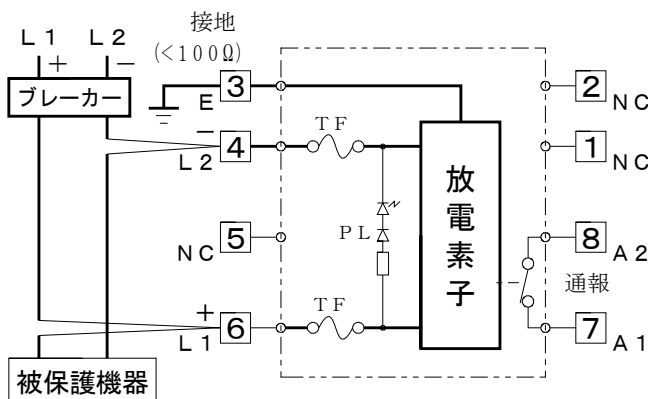 接地
(<100Ω)
L1 L2
+ −
ブレーカー
3
E
2
NC
TF
−
4
L2
1
NC
放電素子
5
NC
PL
8
A2
通報
TF
+
6
L1
7
A1
被保護機器